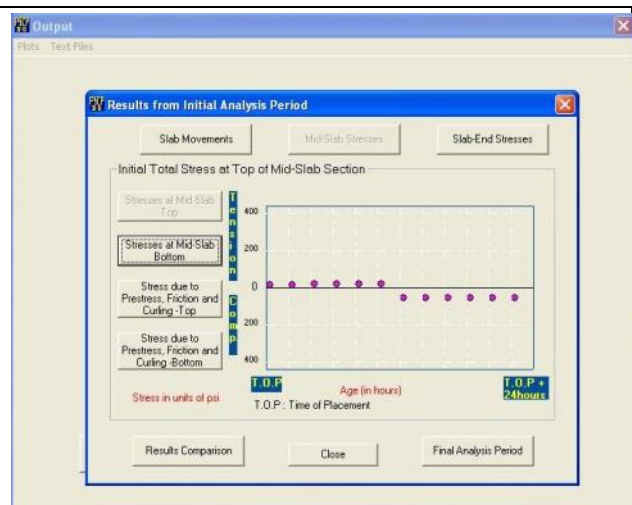 Output
Plots Text Files
Results from Initial Analysis Period
Slab Movements
Mid-Slab Stresses
Slab-End Stresses
Initial Total Stress at Top of Mid-Slab Section
Stresses at Mid-Slab
Top
Stresses at Mid-Slab
Bottom
Stress due to
Prestress, Friction and
Curling -Top
Stress due to
Prestress, Friction and
Curling -Bottom
Stress in units of psi
Tension
Comp
400
200
0
200
400
T.O.P
Age (in hours)
T.O.P +
24hours
T.O.P : Time of Placement
Results Comparison
Close
Final Analysis Period